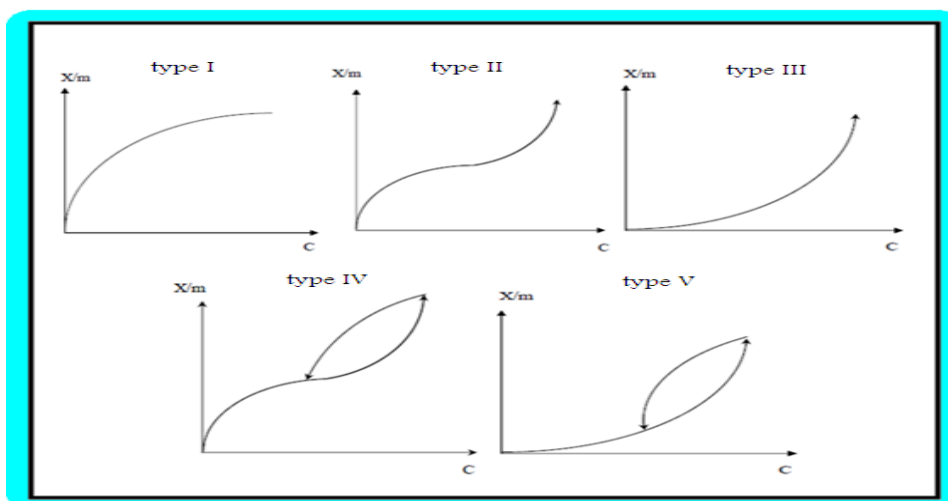 type I
X/m
C
type II
X/m
C
type III
X/m
C
type IV
X/m
C
type V
X/m
C